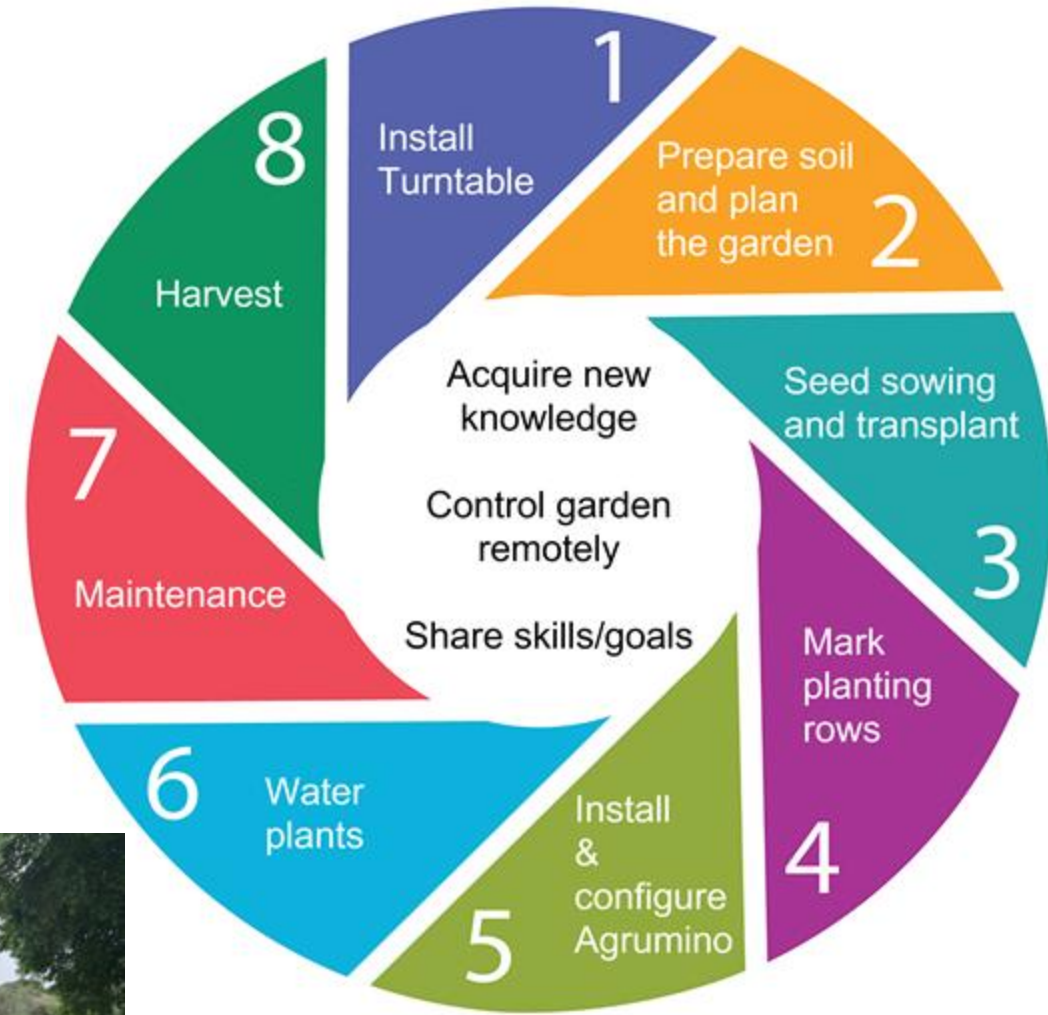 1
Install
Turntable
2
Prepare soil
and plan
the garden
3
Seed sowing
and transplant
4
Mark
planting
rows
5
Install
&
configure
Agrumino
6
Water
plants
7
Maintenance
8
Harvest
Acquire new
knowledge
Control garden
remotely
Share skills/goals